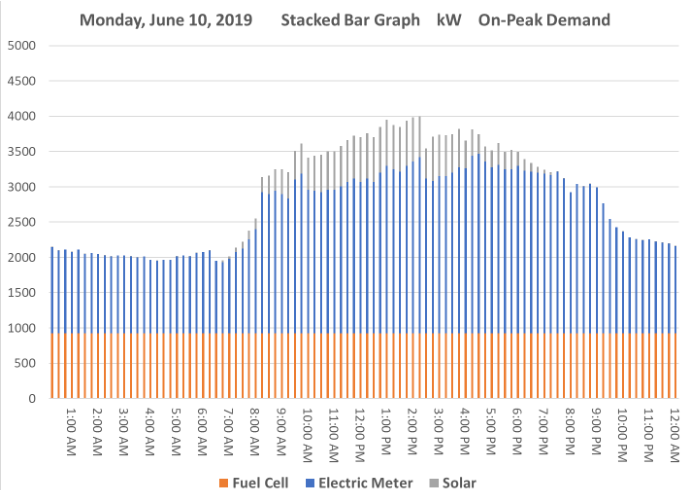 Monday, June 10, 2019 Stacked Bar Graph kW On-Peak Demand
5000
4500
4000
3500
3000
2500
2000
1500
1000
500
0
1:00 AM
2:00 AM
3:00 AM
4:00 AM
5:00 AM
6:00 AM
7:00 AM
8:00 AM
9:00 AM
10:00 AM
11:00 AM
12:00 PM
1:00 PM
2:00 PM
3:00 PM
4:00 PM
5:00 PM
6:00 PM
7:00 PM
8:00 PM
9:00 PM
10:00 PM
11:00 PM
12:00 AM
Fuel Cell Electric Meter Solar